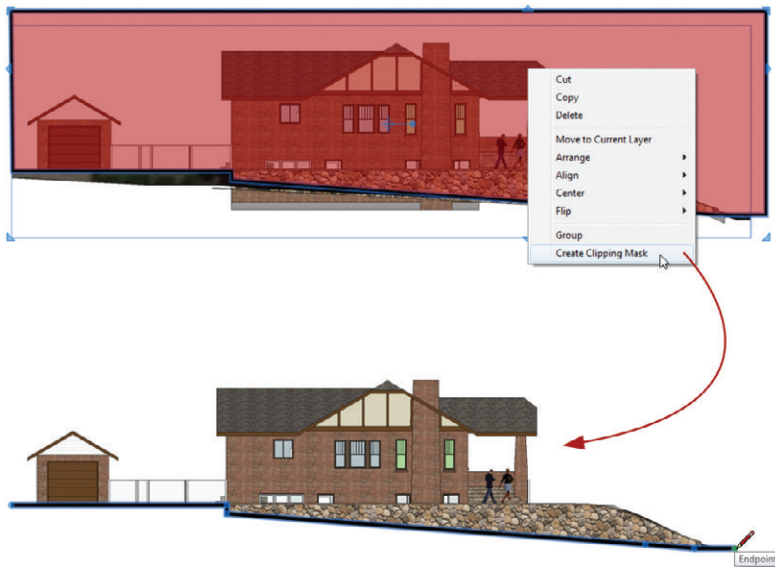 Cut
Copy
Delete
Move to Current Layer
Arrange
Align
Center
Flip
Group
Create Clipping Mask
Endpoint